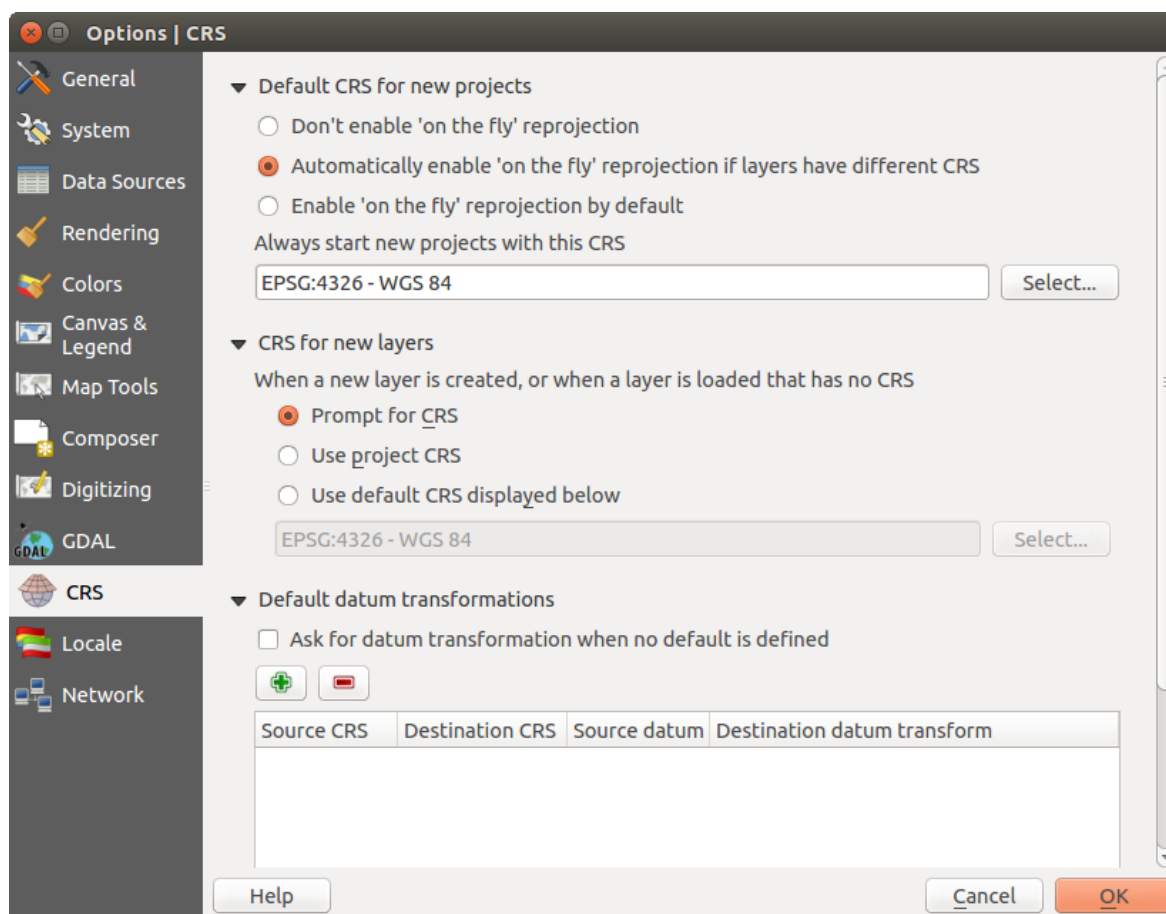 Options | CRS
General
System
Data Sources
Rendering
Colors
Canvas &
Legend
Map Tools
Composer
Digitizing
GDAL
GDAL
CRS
Locale
Network
Default CRS for new projects
Don't enable 'on the fly' reprojection
Automatically enable 'on the fly' reprojection if layers have different CRS
Enable 'on the fly' reprojection by default
Always start new projects with this CRS
EPSG:4326 - WGS 84
Select...
CRS for new layers
When a new layer is created, or when a layer is loaded that has no CRS
Prompt for CRS
Use project CRS
Use default CRS displayed below
EPSG:4326 - WGS 84
Select...
Default datum transformations
Ask for datum transformation when no default is defined
Source CRS Destination CRS Source datum Destination datum transform
Help Cancel OK